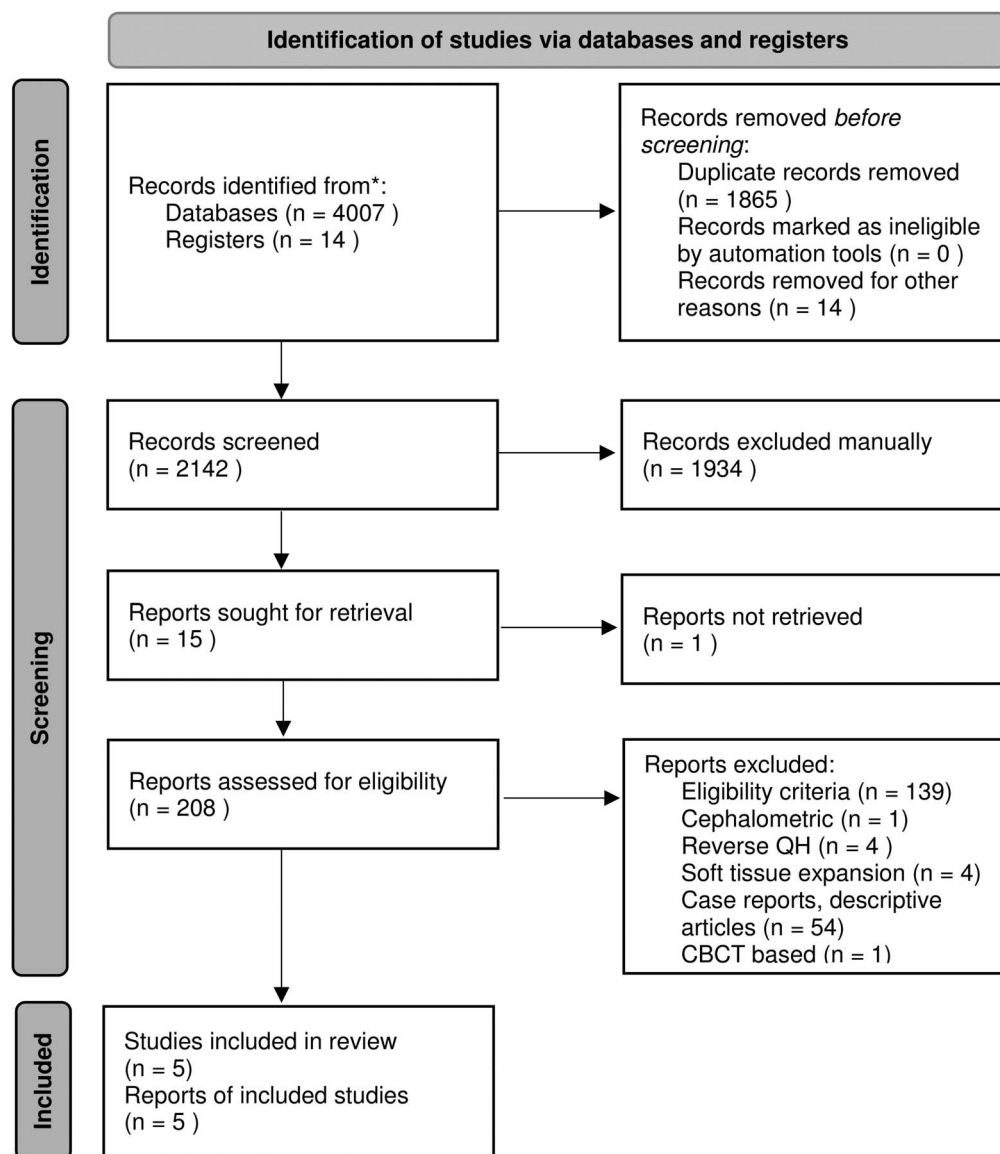 Identification of studies via databases and registers
Identification
Records identified from*:
Databases (n = 4007 )
Registers (n = 14 )
Records removed before
screening:
Duplicate records removed
(n = 1865 )
Records marked as ineligible
by automation tools (n = 0 )
Records removed for other
reasons (n = 14 )
Screening
Records screened
(n = 2142 )
Records excluded manually
(n = 1934 )
Reports sought for retrieval
(n = 15 )
Reports not retrieved
(n = 1 )
Reports assessed for eligibility
(n = 208 )
Reports excluded:
Eligibility criteria (n = 139)
Cephalometric (n = 1)
Reverse QH (n = 4 )
Soft tissue expansion (n = 4)
Case reports, descriptive
articles (n = 54)
CBCT based (n = 1)
Included
Studies included in review
(n = 5)
Reports of included studies
(n = 5 )